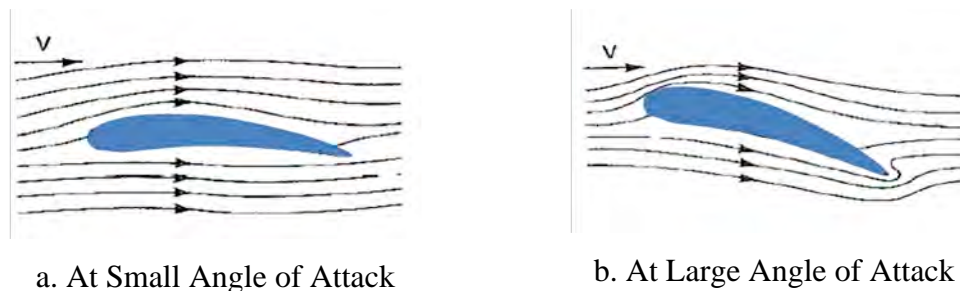 V
V
a. At Small Angle of Attack
b. At Large Angle of Attack